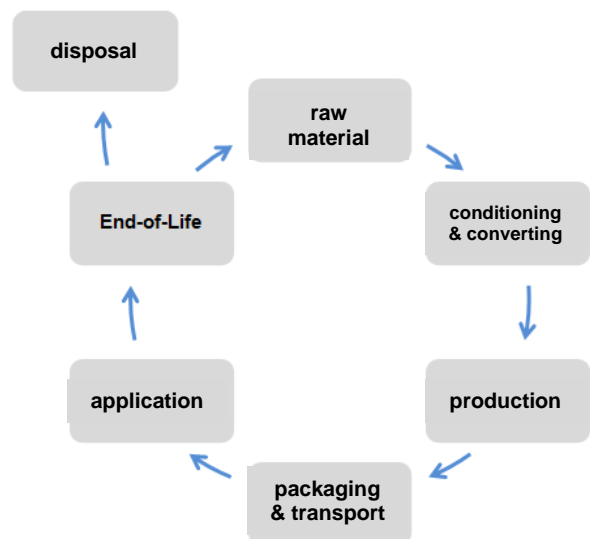 disposal
raw
material
conditioning
& converting
production
packaging
& transport
application
End-of-Life